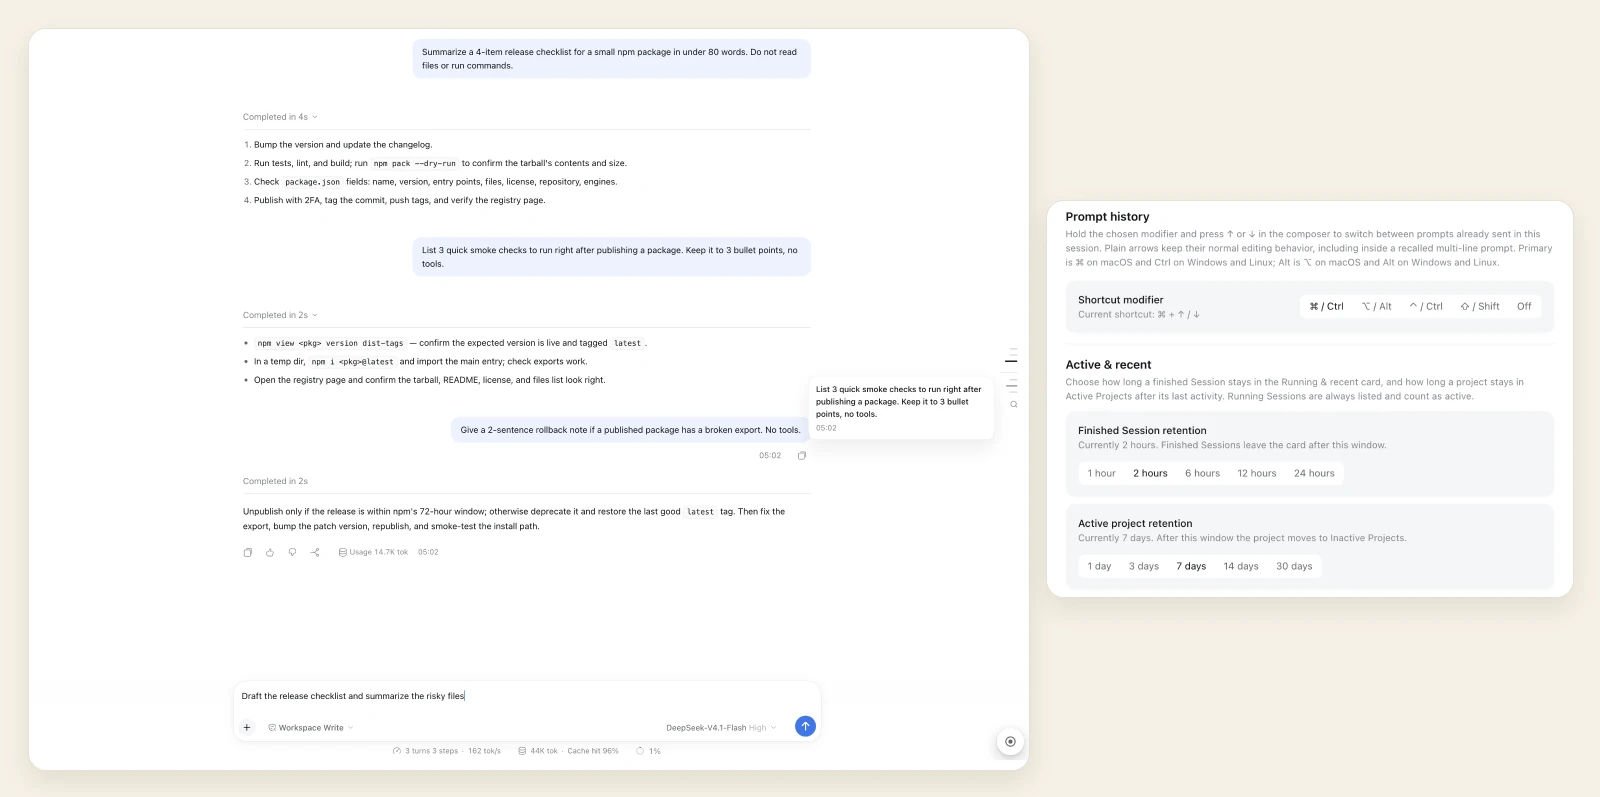 Summarize a 4-item release checklist for a small npm package in under 80 words. Do not read
files or run commands.
Completed in 4s
1. Bump the version and update the changelog.
2. Run tests, lint, and build; run npm pack --dry-run to confirm the tarball's contents and size.
3. Check package.json fields: name, version, entry points, files, license, repository, engines.
4. Publish with 2FA, tag the commit, push tags, and verify the registry page.
List 3 quick smoke checks to run right after publishing a package. Keep it to 3 bullet points, no
tools.
Completed in 2s
• npm view <pkg> version dist-tags — confirm the expected version is live and tagged latest .
• In a temp dir, npm i <pkg>@latest and import the main entry; check exports work.
• Open the registry page and confirm the tarball, README, license, and files list look right.
List 3 quick smoke checks to run right after
publishing a package. Keep it to 3 bullet
points, no tools.
05:02
Give a 2-sentence rollback note if a published package has a broken export. No tools.
05:02
Completed in 2s
Unpublish only if the release is within npm's 72-hour window; otherwise deprecate it and restore the last good latest tag. Then fix the
export, bump the patch version, republish, and smoke-test the install path.
Usage 14.7K tok 05:02
Draft the release checklist and summarize the risky files
+ Workspace Write DeepSeek-V4.1-Flash High
3 turns 3 steps · 162 tok/s 44K tok · Cache hit 96% 1%
Prompt history
Hold the chosen modifier and press ↑ or ↓ in the composer to switch between prompts already sent in this
session. Plain arrows keep their normal editing behavior, including inside a recalled multi-line prompt. Primary
is ⌘ on macOS and Ctrl on Windows and Linux; Alt is ⌥ on macOS and Alt on Windows and Linux.
Shortcut modifier
Current shortcut: ⌘ + ↑ / ↓
⌘ / Ctrl ⌥ / Alt ^ / Ctrl ⇧ / Shift Off
Active & recent
Choose how long a finished Session stays in the Running & recent card, and how long a project stays in
Active Projects after its last activity. Running Sessions are always listed and count as active.
Finished Session retention
Currently 2 hours. Finished Sessions leave the card after this window.
1 hour 2 hours 6 hours 12 hours 24 hours
Active project retention
Currently 7 days. After this window the project moves to Inactive Projects.
1 day 3 days 7 days 14 days 30 days